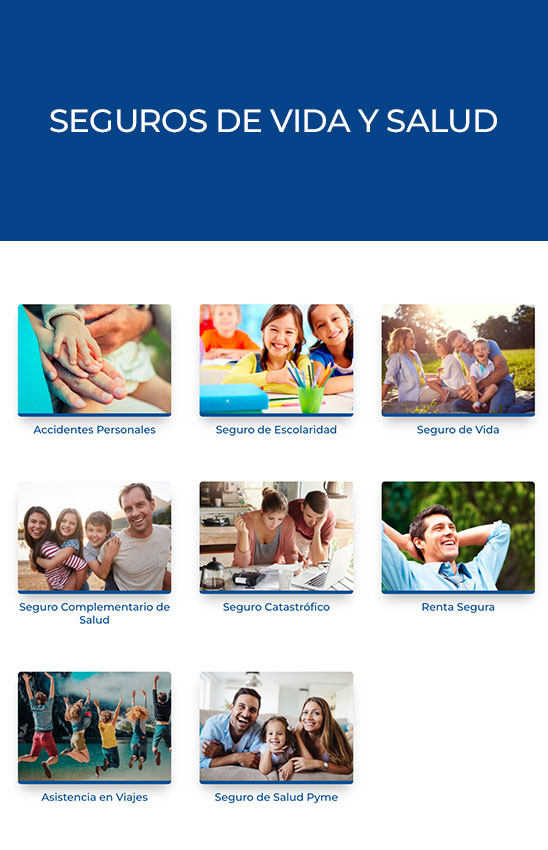 SEGUROS DE VIDA Y SALUD
Accidentes Personales
Seguro de Escolaridad
Seguro de Vida
Seguro Complementario de
Salud
Seguro Catastrófico
Renta Segura
Asistencia en Viajes
Seguro de Salud Pyme